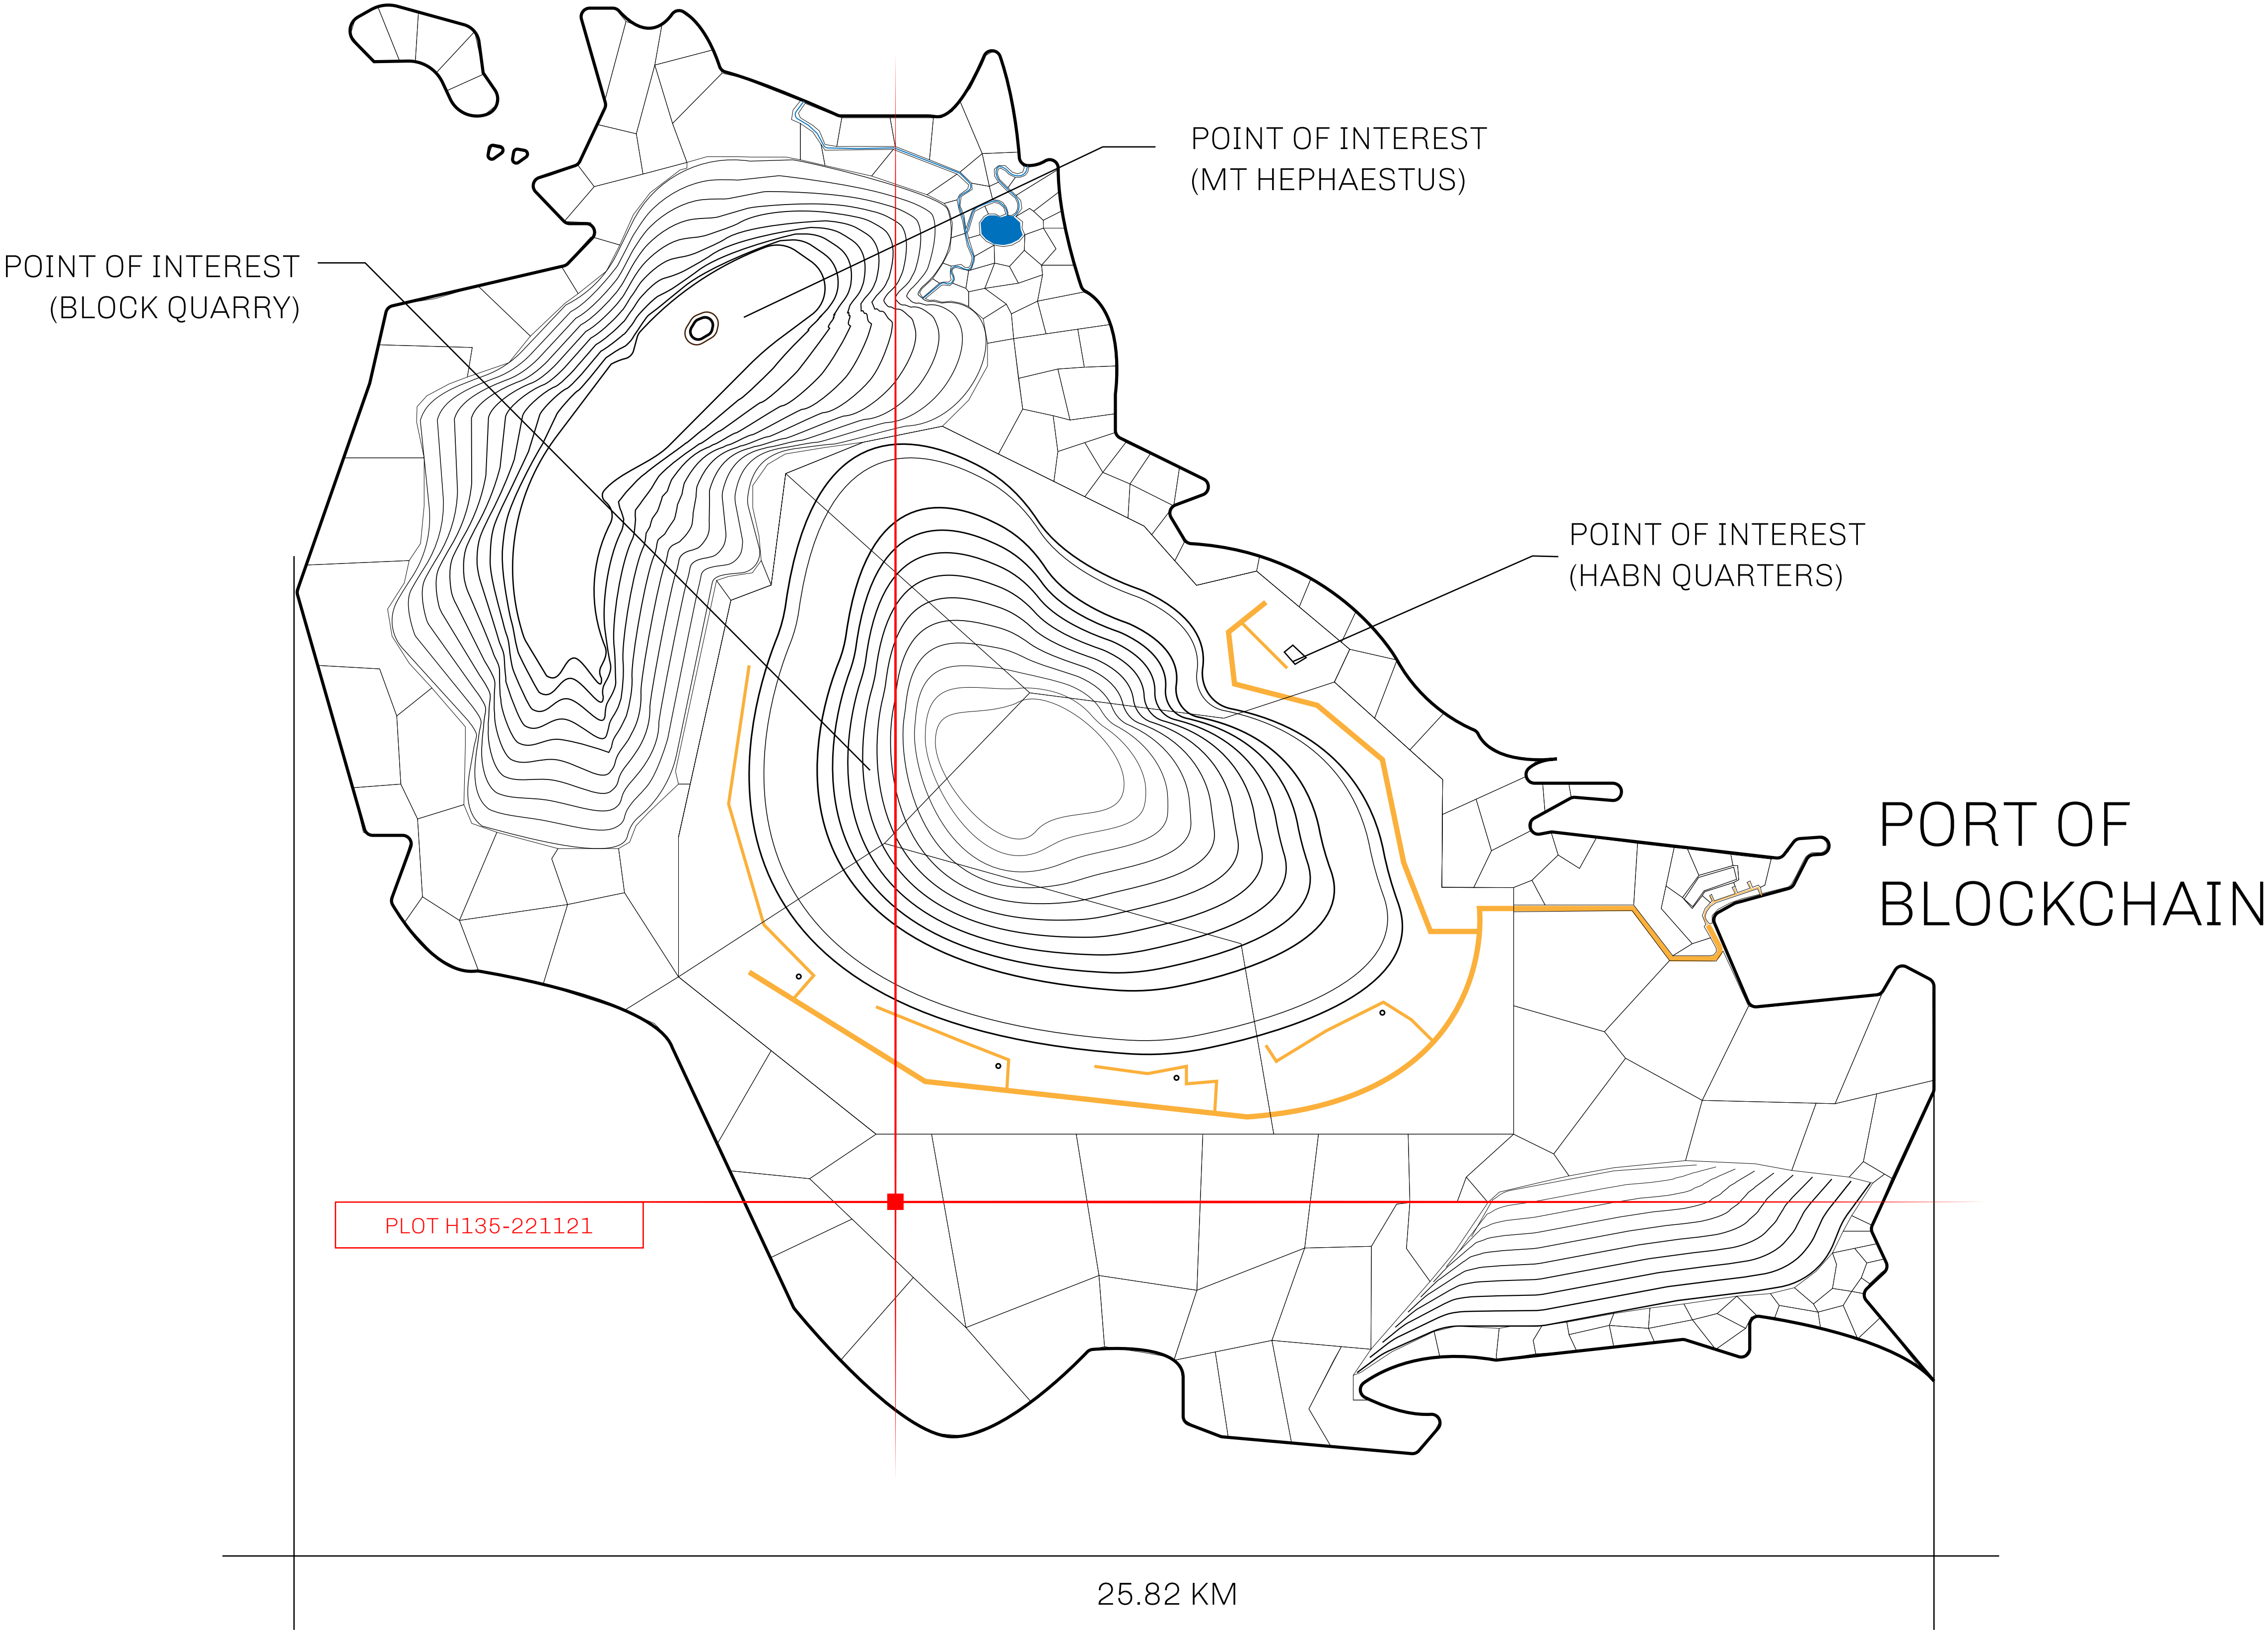 POINT OF INTEREST
(MT HEPHAESTUS)
POINT OF INTEREST
(BLOCK QUARRY)
POINT OF INTEREST
(HABN QUARTERS)
PORT OF
BLOCKCHAIN
PLOT H135-221121
25.82 KM